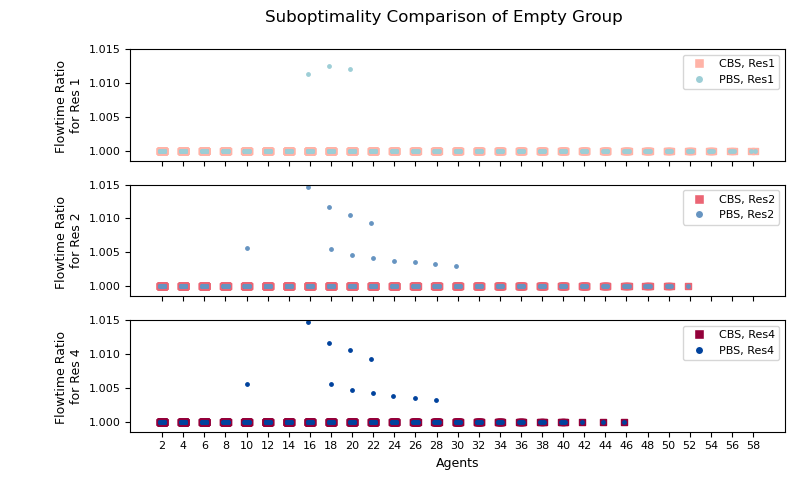 Suboptimality Comparison of Empty Group
Flowtime Ratio
for Res 1
1.015
1.010
1.005
1.000
CBS, Res1
PBS, Res1
Flowtime Ratio
for Res 2
1.015
1.010
1.005
1.000
CBS, Res2
PBS, Res2
Flowtime Ratio
for Res 4
1.015
1.010
1.005
1.000
CBS, Res4
PBS, Res4
2 4 6 8 10 12 14 16 18 20 22 24 26 28 30 32 34 36 38 40 42 44 46 48 50 52 54 56 58
Agents